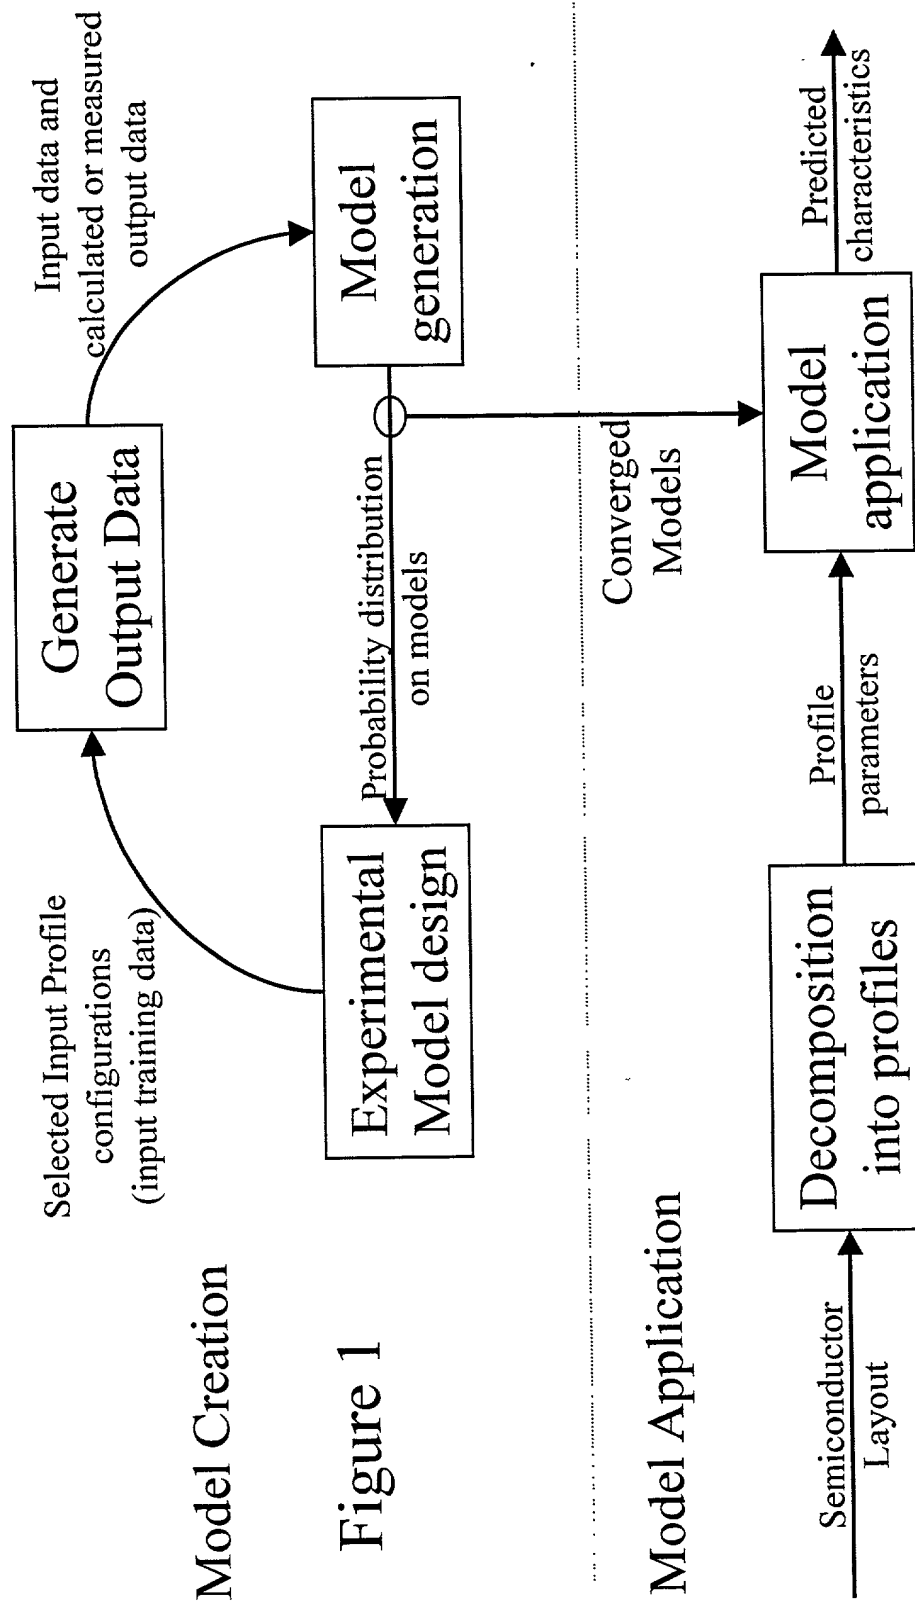 Model Creation
Figure 1
Selected Input Profile
configurations
(input training data)
Generate
Output Data
Input data and
calculated or measured
output data
Experimental
Model design
Probability distribution
on models
Model
generation
Converged
Models
Model Application
Semiconductor
Layout
Decomposition
into profiles
Profile
parameters
Model
application
Predicted
characteristics